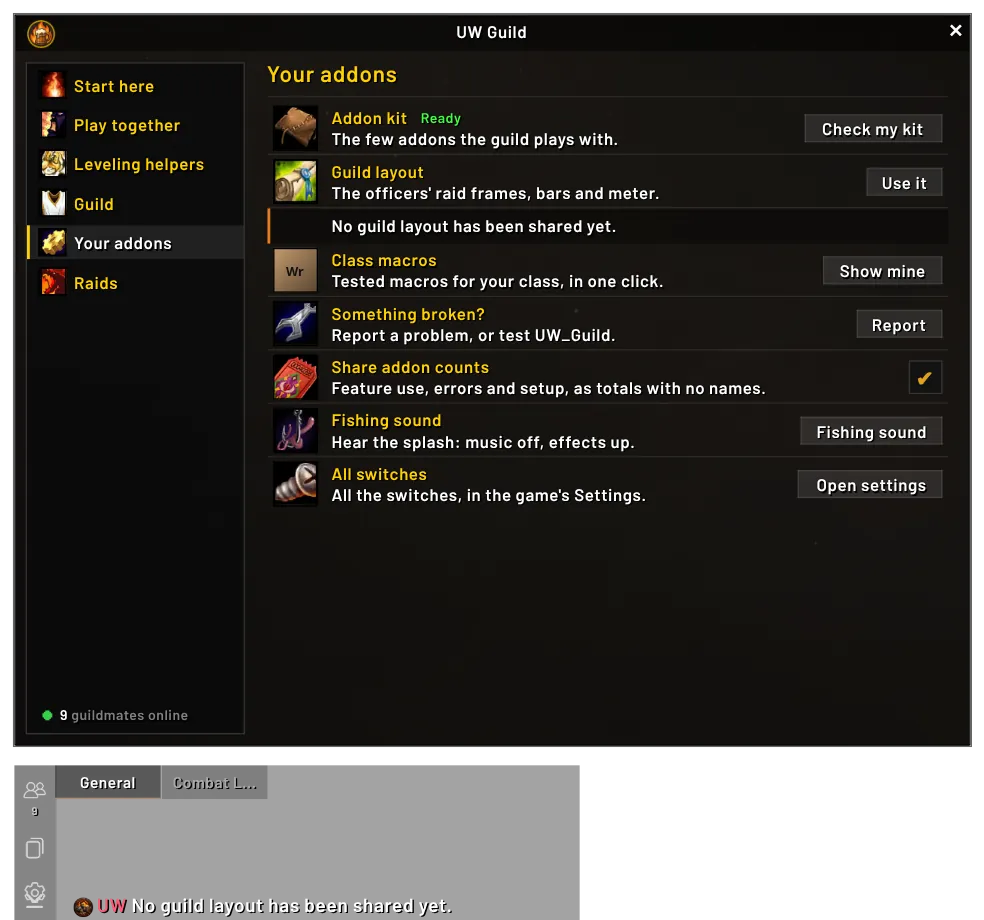 UW Guild
Start here
Play together
Leveling helpers
Guild
Your addons
Raids
9 guildmates online
Your addons
Addon kit Ready
The few addons the guild plays with.
Check my kit
Guild layout
The officers' raid frames, bars and meter.
Use it
No guild layout has been shared yet.
Wr
Class macros
Tested macros for your class, in one click.
Show mine
Something broken?
Report a problem, or test UW_Guild.
Report
Share addon counts
Feature use, errors and setup, as totals with no names.
Fishing sound
Hear the splash: music off, effects up.
Fishing sound
All switches
All the switches, in the game's Settings.
Open settings
General
Combat L...
9
UW No guild layout has been shared yet.